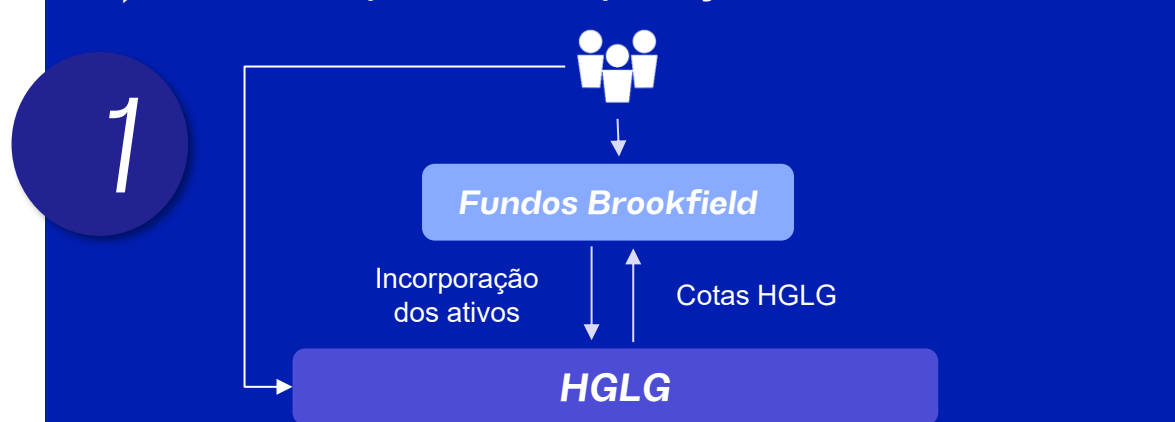 1
Fundos Brookfield
Incorporação
dos ativos
Cotas HGLG
HGLG